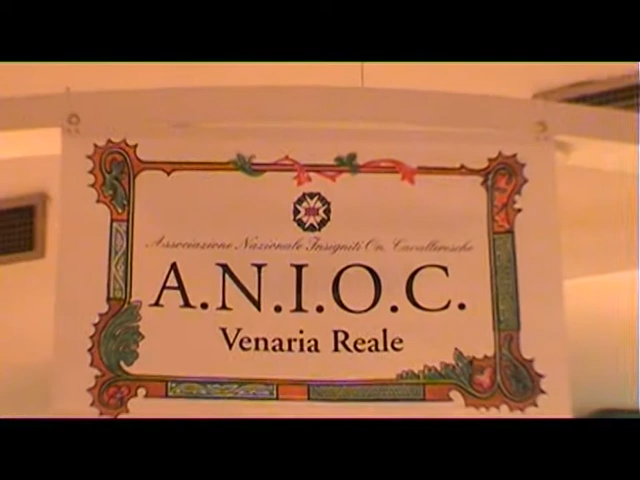 Associazione Nazionale Insigniti On. Cavalleresche
A.N.I.O.C.
Venaria Reale